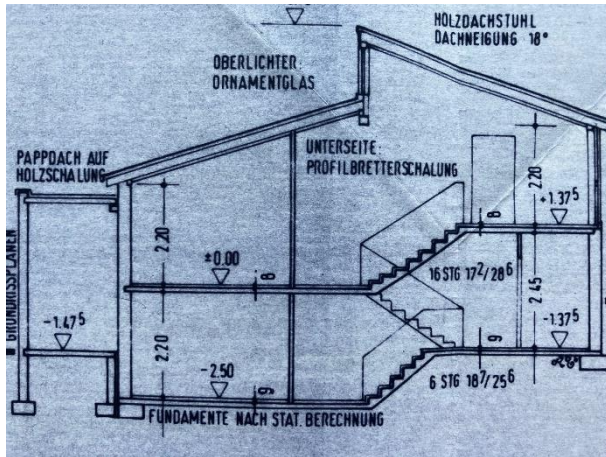 HOLZDACHSTUHL
DACHNEIGUNG 18°
OBERLICHTER:
ORNAMENTGLAS
PAPPDACH AUF
HOLZSCHALUNG
UNTERSEITE:
PROFILBRETTERSCHALUNG
2.20
+1.37⁵
8
2.20
±0.00
8
16 STG 17²/28⁶
2.45
GRUNDRISSPLÄNEN
-1.47⁵
-1.37⁵
2.20
-2.50
9
9
6 STG 18⁷/25⁶
FUNDAMENTE NACH STAT. BERECHNUNG